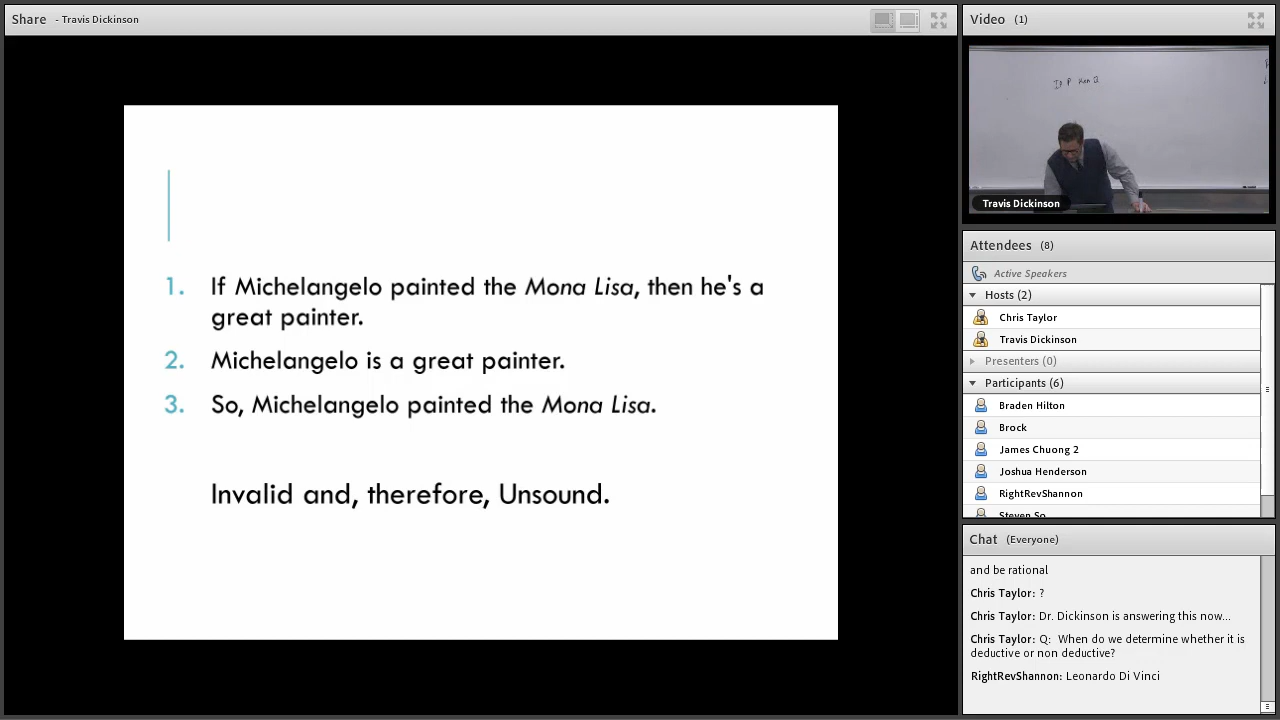 Share - Travis Dickinson
1. If Michelangelo painted the Mona Lisa, then he's a
great painter.
2. Michelangelo is a great painter.
3. So, Michelangelo painted the Mona Lisa.
Invalid and, therefore, Unsound.
Video (1)
Travis Dickinson
Attendees (8)
Active Speakers
Hosts (2)
Chris Taylor
Travis Dickinson
Presenters (0)
Participants (6)
Braden Hilton
Brock
James Chuong 2
Joshua Henderson
RightRevShannon
Steven So
Chat (Everyone)
and be rational
Chris Taylor: ?
Chris Taylor: Dr. Dickinson is answering this now...
Chris Taylor: Q: When do we determine whether it is
deductive or non deductive?
RightRevShannon: Leonardo Di Vinci